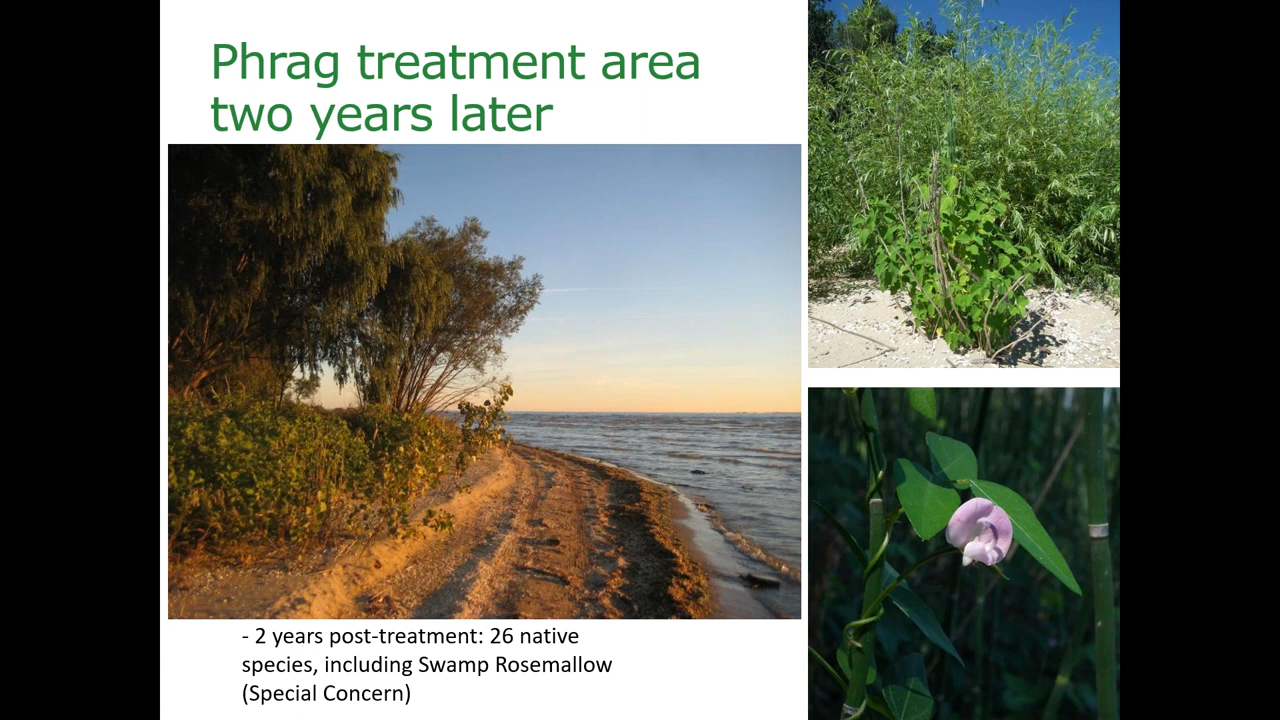 Phrag treatment area
two years later
- 2 years post-treatment: 26 native
species, including Swamp Rosemallow
(Special Concern)